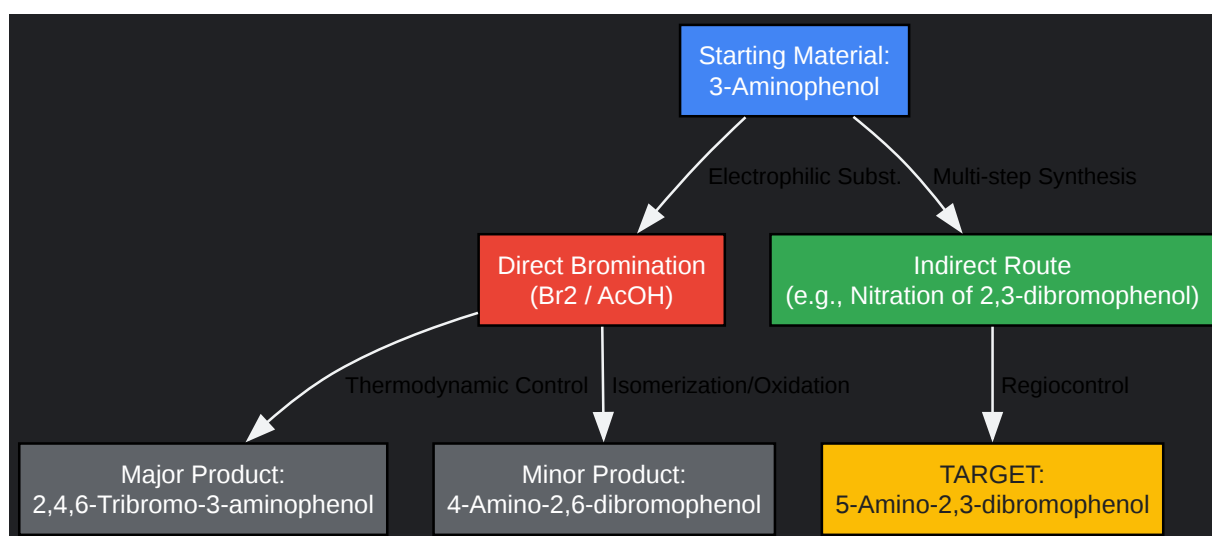 Starting Material:
3-Aminophenol
Electrophilic Subst.
Multi-step Synthesis
Direct Bromination
(Br2 / AcOH)
Indirect Route
(e.g., Nitration of 2,3-dibromophenol)
Thermodynamic Control
Isomerization/Oxidation
Regiocontrol
Major Product:
2,4,6-Tribromo-3-aminophenol
Minor Product:
4-Amino-2,6-dibromophenol
TARGET:
5-Amino-2,3-dibromophenol